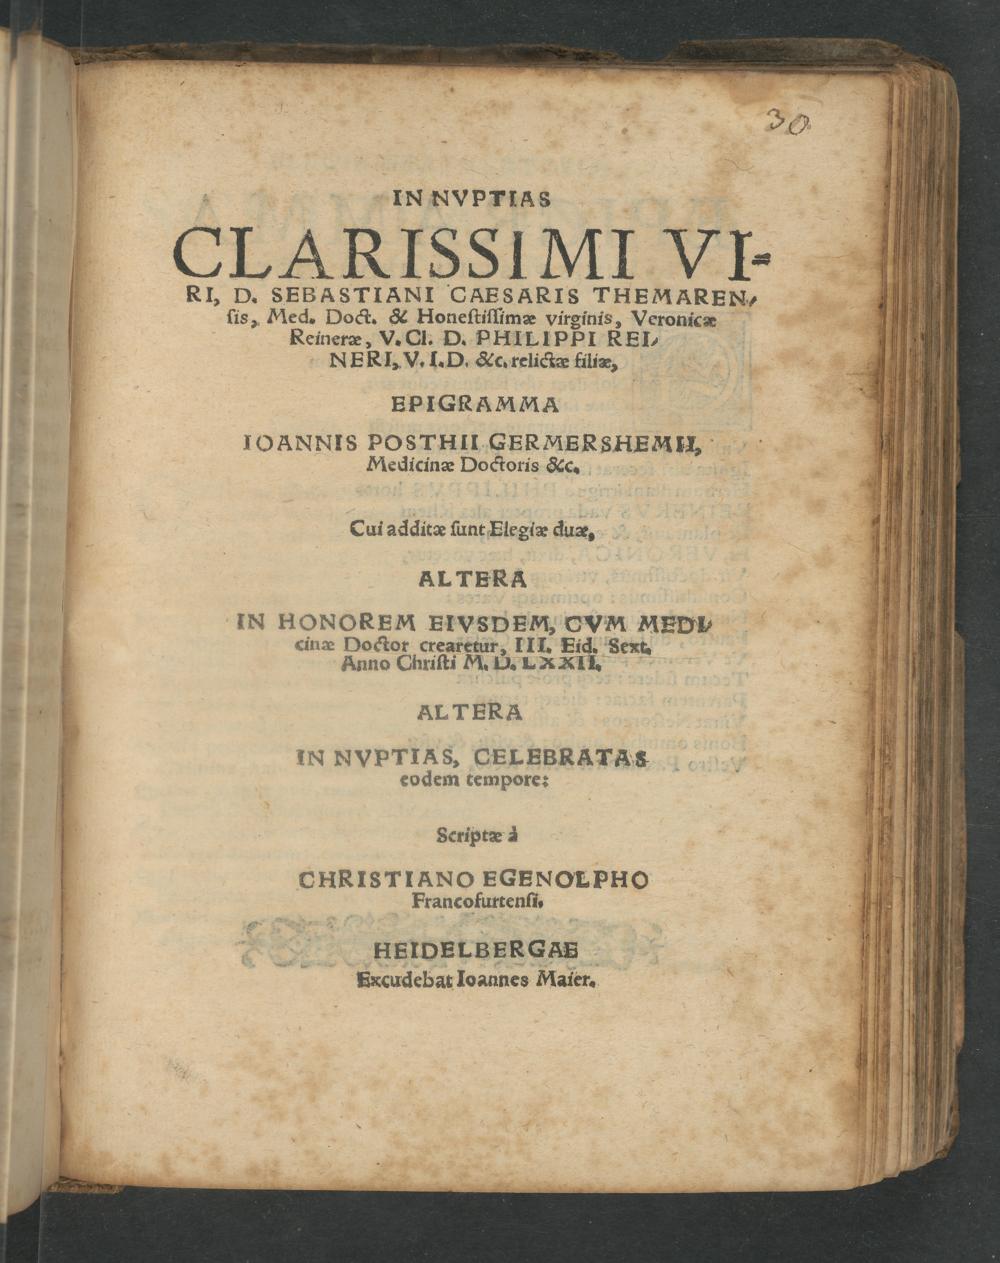 30
IN NVPTIAS
CLARISSIMI VI-
RI, D. SEBASTIANI CAESARIS THEMAREN-
sis, Med. Doct. & Honestissimæ virginis, Veronicæ
Reineræ, V. Cl. D. PHILIPPI REI-
NERI, V. I. D. &c. relictæ filiæ,
EPIGRAMMA
IOANNIS POSTHII GERMERSHEMII,
Medicinæ Doctoris &c.
Cui additæ sunt Elegiæ duæ,
ALTERA
IN HONOREM EIVSDEM, CVM MEDI-
cinæ Doctor crearetur, III. Eid. Sext.
Anno Christi M. D. LXXII.
ALTERA
IN NVPTIAS, CELEBRATAS
eodem tempore:
Scriptæ à
CHRISTIANO EGENOLPHO
Francofurtensi.
HEIDELBERGAE
Excudebat Ioannes Maier.